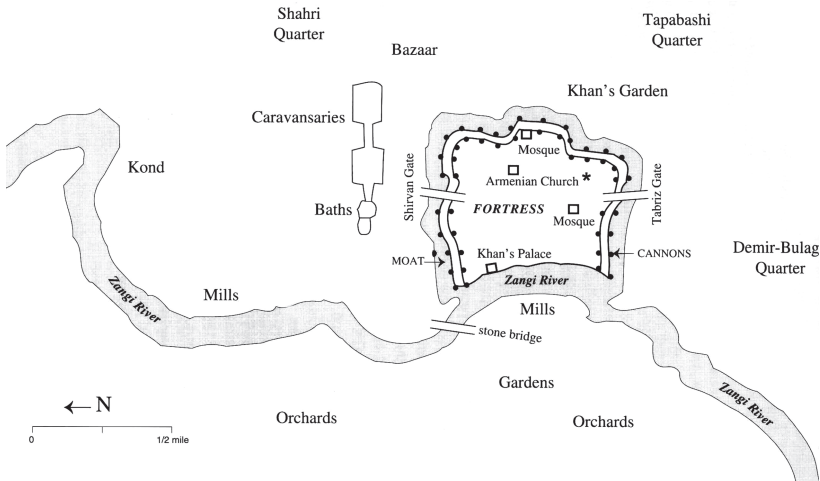 Shahri
Quarter
Tapabashi
Quarter
Bazaar
Khan's Garden
Caravansaries
Mosque
Kond
Shirvan Gate
Armenian Church *
Tabriz Gate
Baths
FORTRESS
Mosque
Khan's Palace
MOAT
CANNONS
Demir-Bulag
Quarter
Zangi River
Zangi River
Mills
Mills
stone bridge
Gardens
Zangi River
← N
Orchards
Orchards
0 1/2 mile